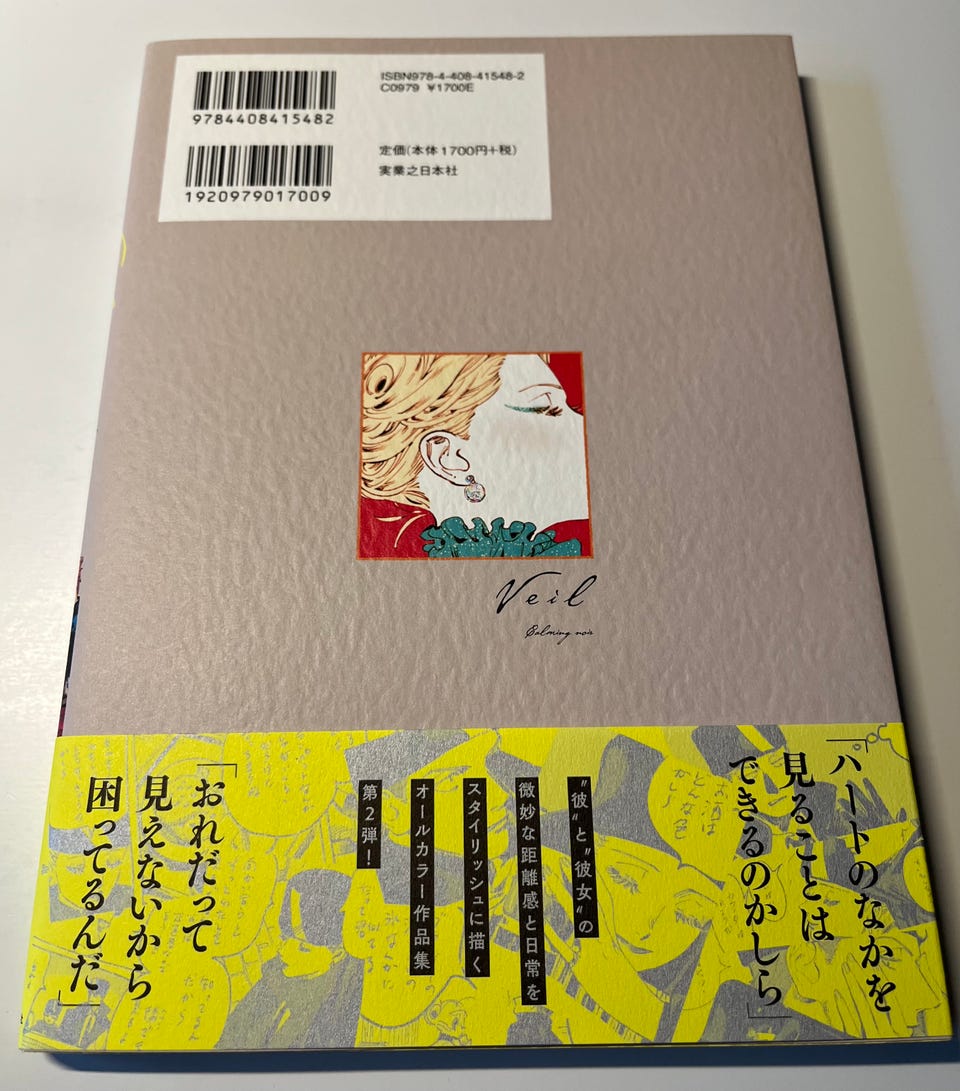 ISBN978-4-408-41548-2
C0979 ¥1700E
9784408415482
定価(本体1700円+税)
実業之日本社
1920979017009
Veil
Calming noir
「ハートのなかを
見ることは
できるのかしら」
“彼”と“彼女”の
微妙な距離感と日常を
スタイリッシュに描く
オールカラー作品集
第2弾!
「おれだって
見えないから
困ってるんだ」